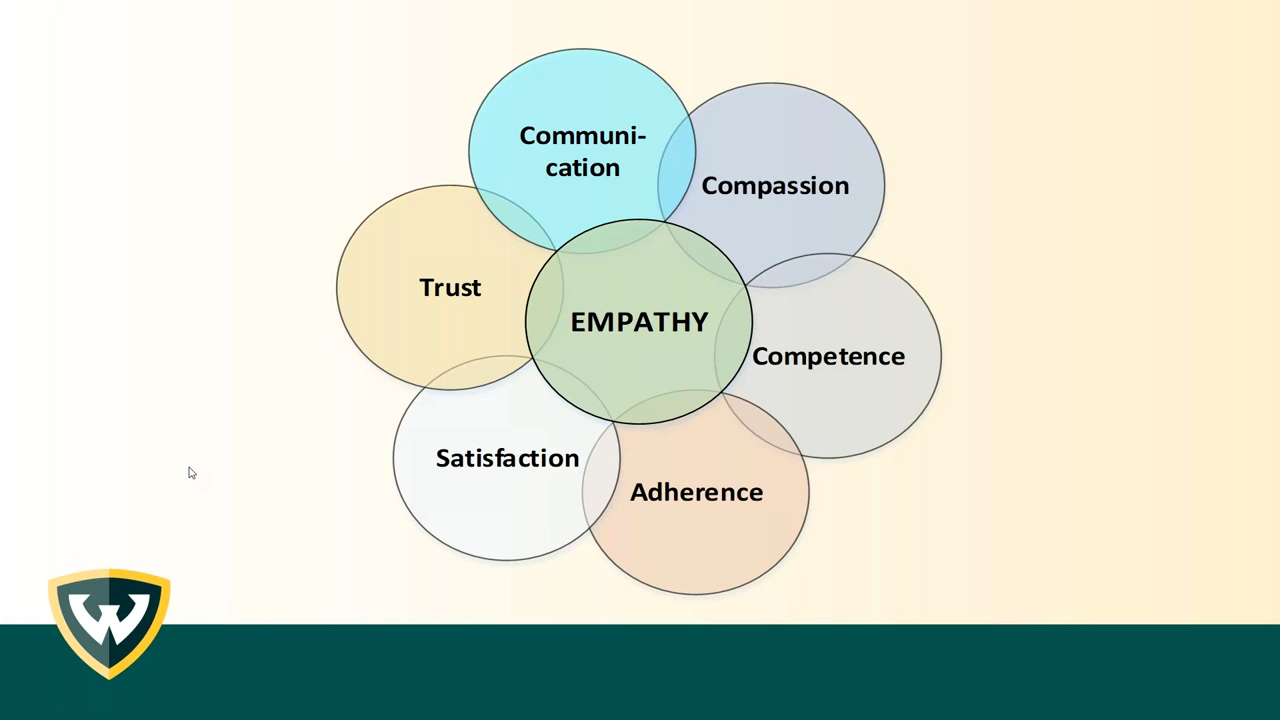 Communi-
cation
Compassion
Trust
EMPATHY
Competence
Satisfaction
Adherence
W